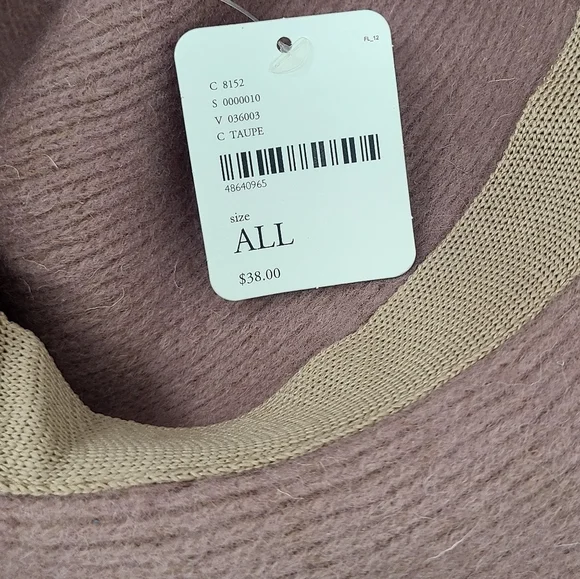 FL_12
C 8152
S 0000010
V 036003
C TAUPE
48640965
size
ALL
$38.00